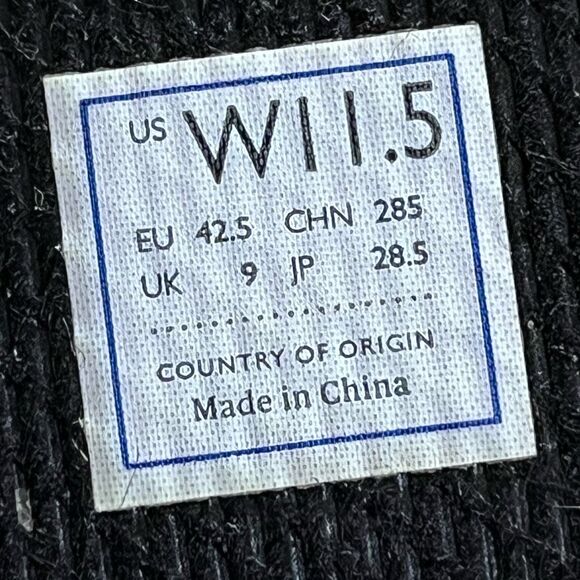 US W11.5
EU 42.5 CHN 285
UK 9 JP 28.5
COUNTRY OF ORIGIN
Made in China